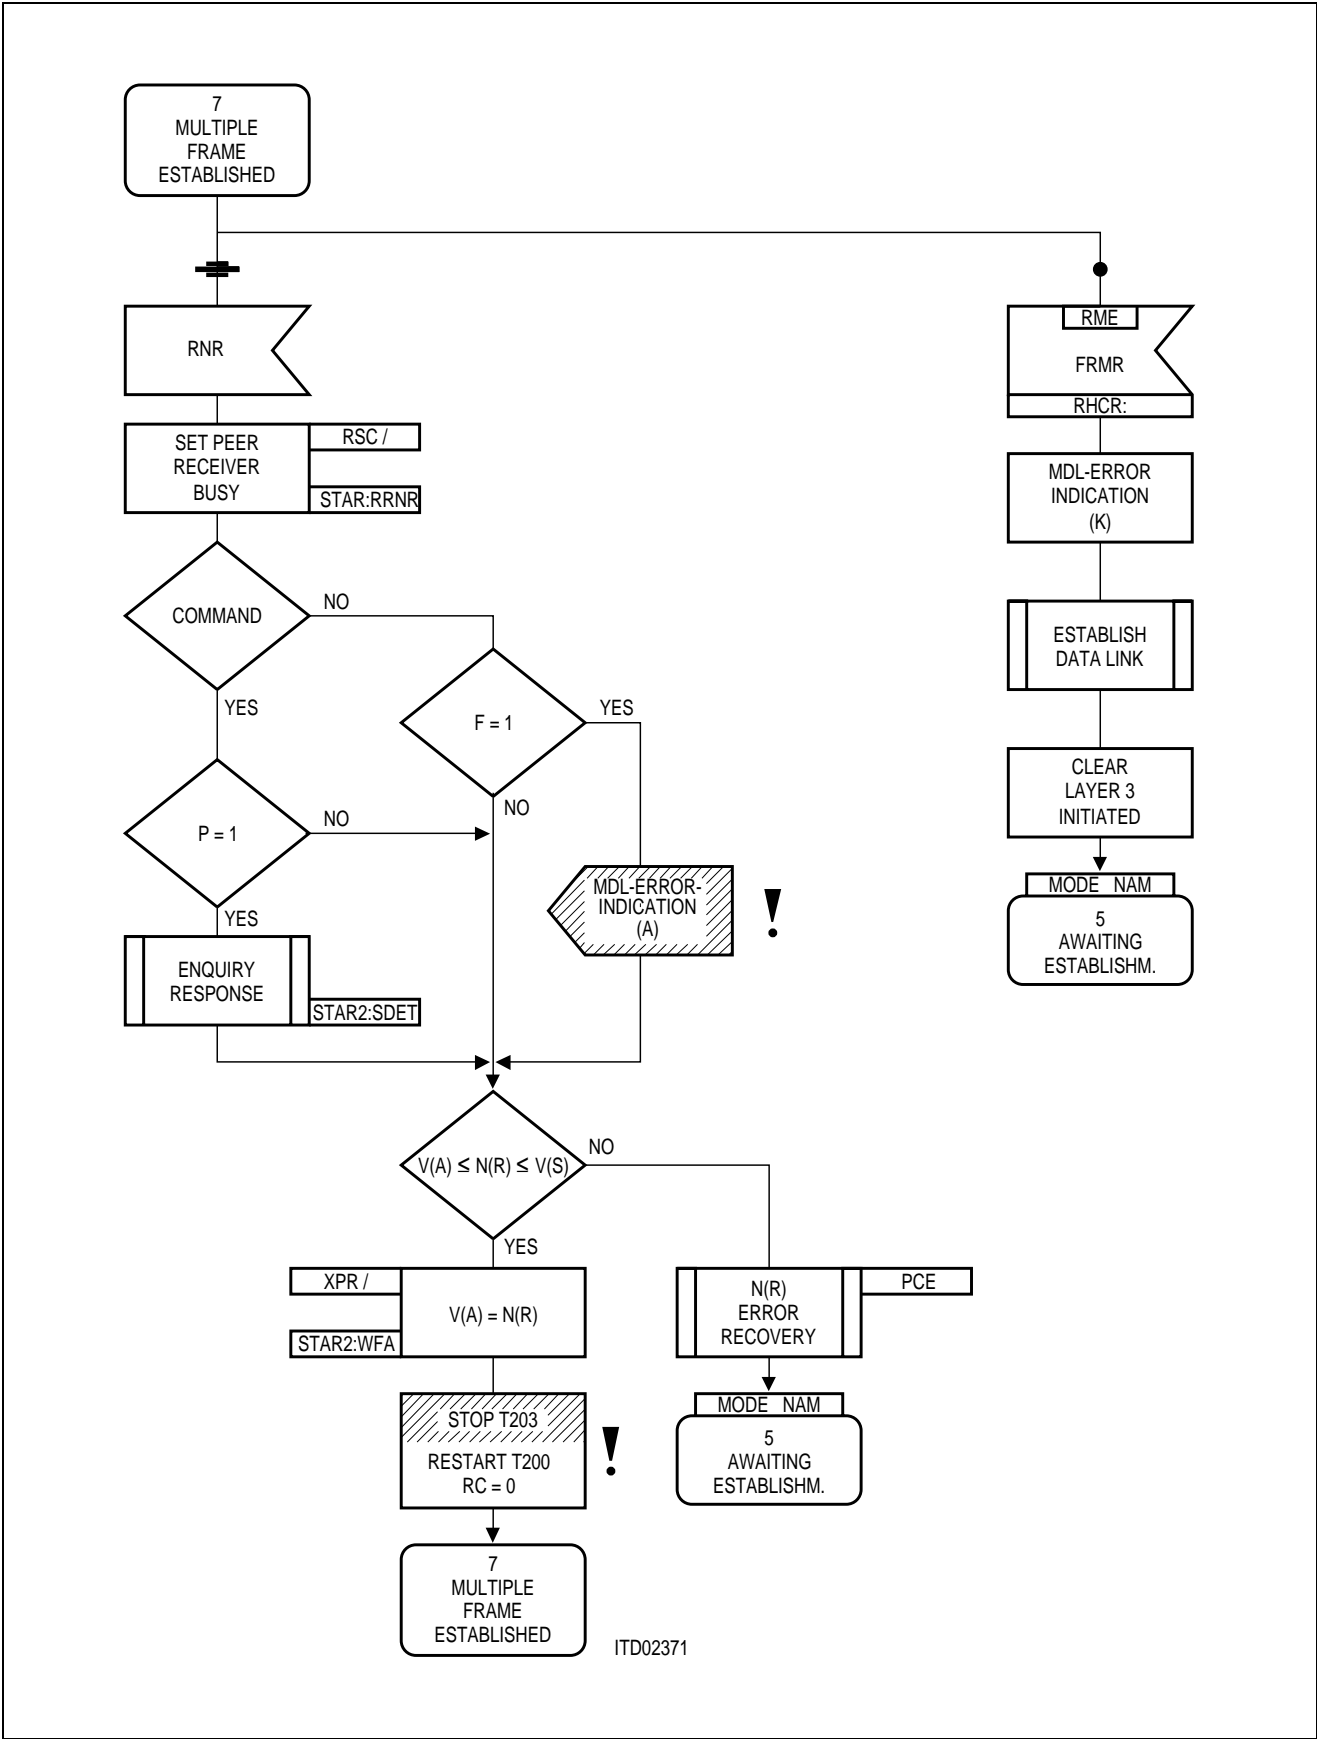 7
MULTIPLE
FRAME
ESTABLISHED
RNR
RME
FRMR
RHCR:
SET PEER
RECEIVER
BUSY
RSC /
STAR:RRNR
MDL-ERROR
INDICATION
(K)
COMMAND
NO
YES
ESTABLISH
DATA LINK
F = 1
YES
NO
P = 1
NO
YES
CLEAR
LAYER 3
INITIATED
MDL-ERROR-
INDICATION
(A)
!
MODE NAM
5
AWAITING
ESTABLISHM.
ENQUIRY
RESPONSE
STAR2:SDET
V(A) ≤ N(R) ≤ V(S)
NO
YES
XPR /
STAR2:WFA
V(A) = N(R)
N(R)
ERROR
RECOVERY
PCE
STOP T203
RESTART T200
RC = 0
!
MODE NAM
5
AWAITING
ESTABLISHM.
7
MULTIPLE
FRAME
ESTABLISHED
ITD02371